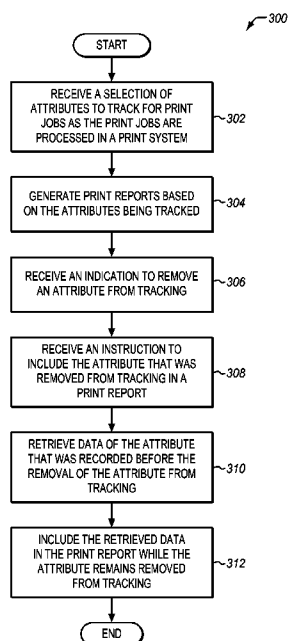 300
START
RECEIVE A SELECTION OF
ATTRIBUTES TO TRACK FOR PRINT
JOBS AS THE PRINT JOBS ARE
PROCESSED IN A PRINT SYSTEM
302
GENERATE PRINT REPORTS BASED
ON THE ATTRIBUTES BEING TRACKED
304
RECEIVE AN INDICATION TO REMOVE
AN ATTRIBUTE FROM TRACKING
306
RECEIVE AN INSTRUCTION TO
INCLUDE THE ATTRIBUTE THAT WAS
REMOVED FROM TRACKING IN A
PRINT REPORT
308
RETRIEVE DATA OF THE ATTRIBUTE
THAT WAS RECORDED BEFORE THE
REMOVAL OF THE ATTRIBUTE FROM
TRACKING
310
INCLUDE THE RETRIEVED DATA
IN THE PRINT REPORT WHILE THE
ATTRIBUTE REMAINS REMOVED
FROM TRACKING
312
END